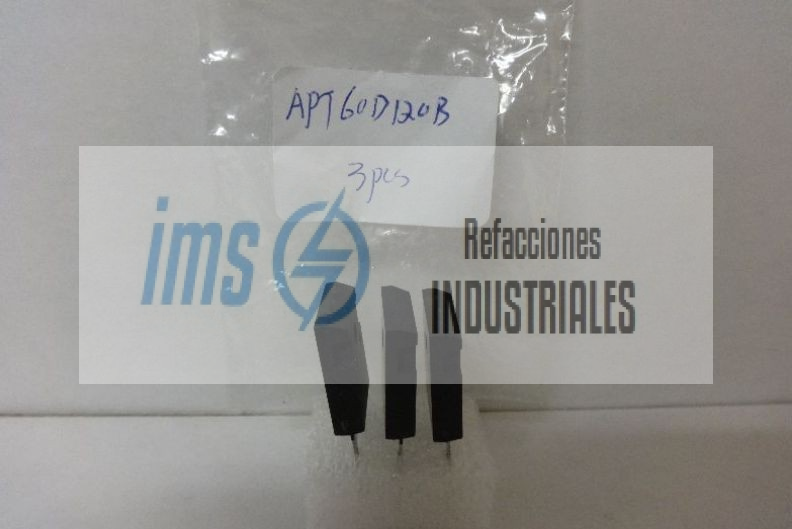 APT60D120B
3pcs
ims
Refacciones
INDUSTRIALES